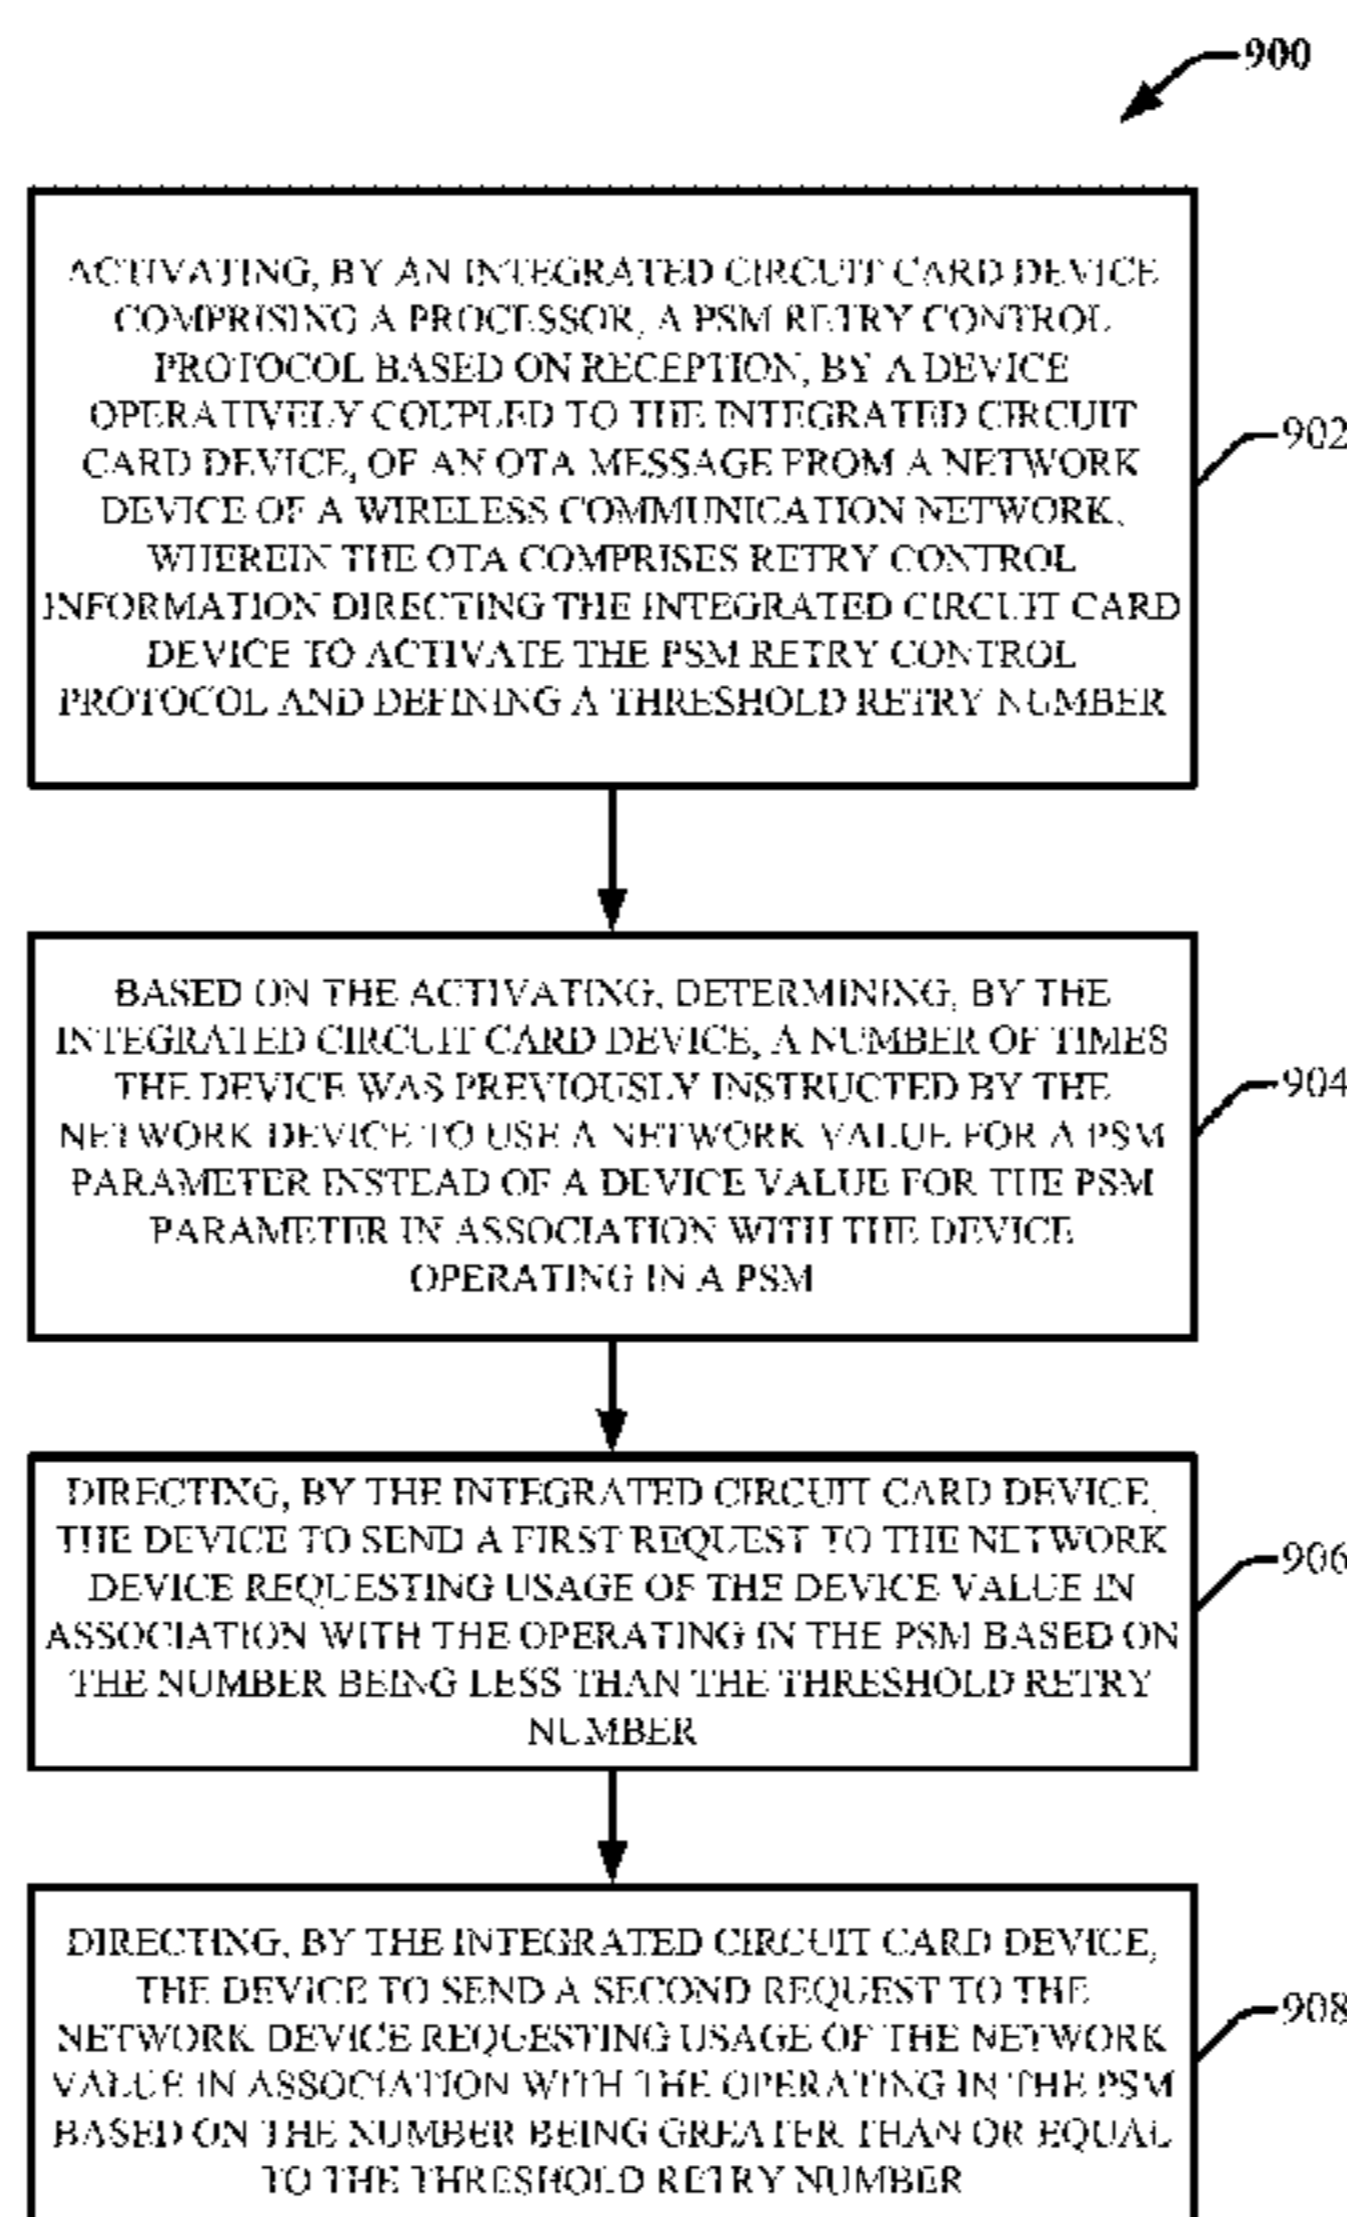 900
ACTIVATING, BY AN INTEGRATED CIRCUIT CARD DEVICE
COMPRISING A PROCESSOR, A PSM RETRY CONTROL
PROTOCOL BASED ON RECEPTION, BY A DEVICE
OPERATIVELY COUPLED TO THE INTEGRATED CIRCUIT
CARD DEVICE, OF AN OTA MESSAGE FROM A NETWORK
DEVICE OF A WIRELESS COMMUNICATION NETWORK,
WHEREIN THE OTA COMPRISES RETRY CONTROL
INFORMATION DIRECTING THE INTEGRATED CIRCUIT CARD
DEVICE TO ACTIVATE THE PSM RETRY CONTROL
PROTOCOL AND DEFINING A THRESHOLD RETRY NUMBER
902
BASED ON THE ACTIVATING, DETERMINING, BY THE
INTEGRATED CIRCUIT CARD DEVICE, A NUMBER OF TIMES
THE DEVICE WAS PREVIOUSLY INSTRUCTED BY THE
NETWORK DEVICE TO USE A NETWORK VALUE FOR A PSM
PARAMETER INSTEAD OF A DEVICE VALUE FOR THE PSM
PARAMETER IN ASSOCIATION WITH THE DEVICE
OPERATING IN A PSM
904
DIRECTING, BY THE INTEGRATED CIRCUIT CARD DEVICE,
THE DEVICE TO SEND A FIRST REQUEST TO THE NETWORK
DEVICE REQUESTING USAGE OF THE DEVICE VALUE IN
ASSOCIATION WITH THE OPERATING IN THE PSM BASED ON
THE NUMBER BEING LESS THAN THE THRESHOLD RETRY
NUMBER
906
DIRECTING, BY THE INTEGRATED CIRCUIT CARD DEVICE,
THE DEVICE TO SEND A SECOND REQUEST TO THE
NETWORK DEVICE REQUESTING USAGE OF THE NETWORK
VALUE IN ASSOCIATION WITH THE OPERATING IN THE PSM
BASED ON THE NUMBER BEING GREATER THAN OR EQUAL
TO THE THRESHOLD RETRY NUMBER
908